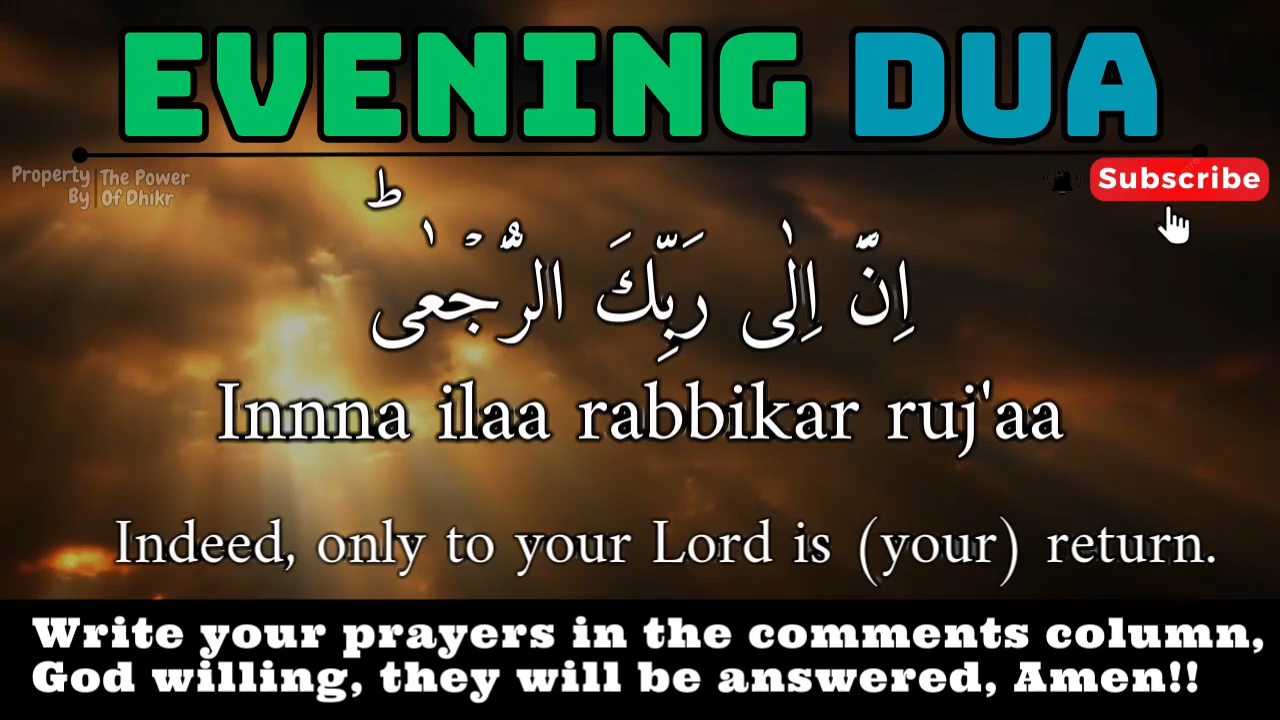 EVENING DUA
Property
By
The Power
Of Dhikr
Subscribe
اِنَّ اِلٰى رَبِّكَ الرُّجْعٰىۗ
Innna ilaa rabbikar ruj'aa
Indeed, only to your Lord is (your) return.
Write your prayers in the comments column,
God willing, they will be answered, Amen!!